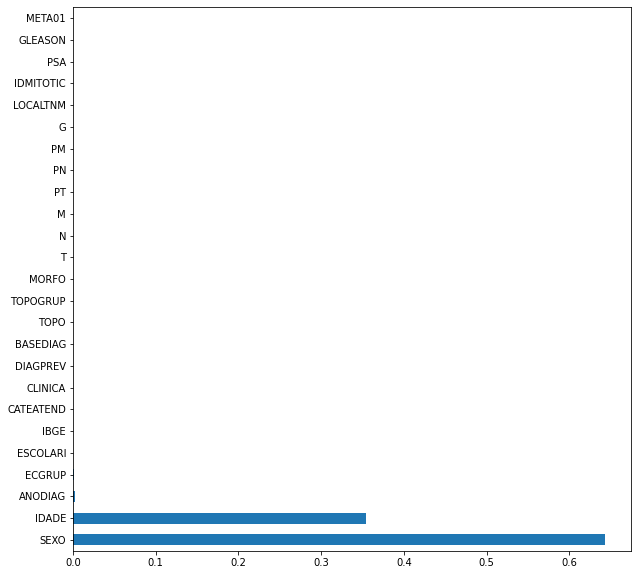 META01
GLEASON
PSA
IDMITOTIC
LOCALTNM
G
PM
PN
PT
M
N
T
MORFO
TOPOGRUP
TOPO
BASEDIAG
DIAGPREV
CLINICA
CATEATEND
IBGE
ESCOLARI
ECGRUP
ANODIAG
IDADE
SEXO
0.0 0.1 0.2 0.3 0.4 0.5 0.6